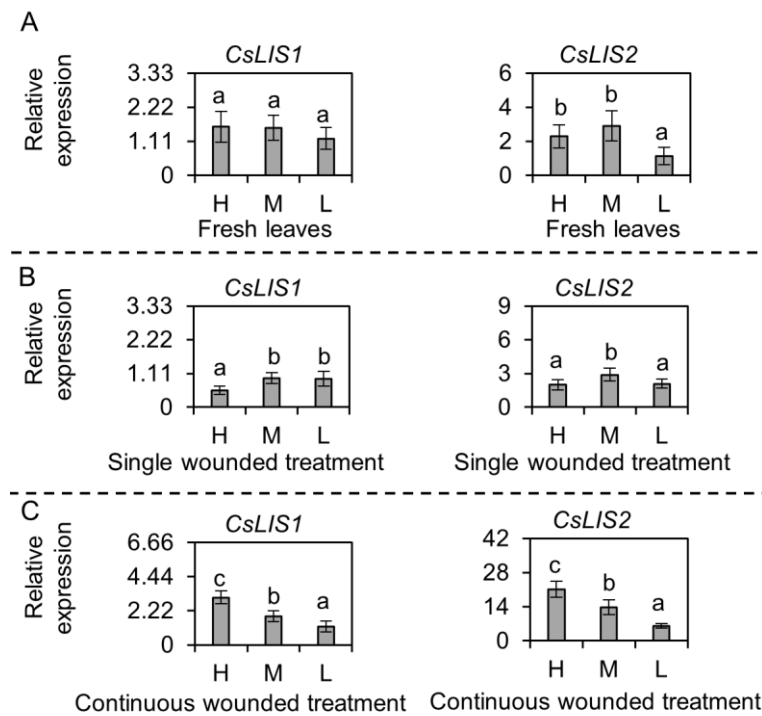 A
CsLIS1
CsLIS2
Relative
expression
3.33
2.22
1.11
0
a
a
a
H M L
Fresh leaves
6
4
2
0
b
b
a
H M L
Fresh leaves
B
CsLIS1
CsLIS2
Relative
expression
3.33
2.22
1.11
0
a
b
b
H M L
Single wounded treatment
9
6
3
0
a
b
a
H M L
Single wounded treatment
C
CsLIS1
CsLIS2
Relative
expression
6.66
4.44
2.22
0
c
b
a
H M L
Continuous wounded treatment
42
28
14
0
c
b
a
H M L
Continuous wounded treatment